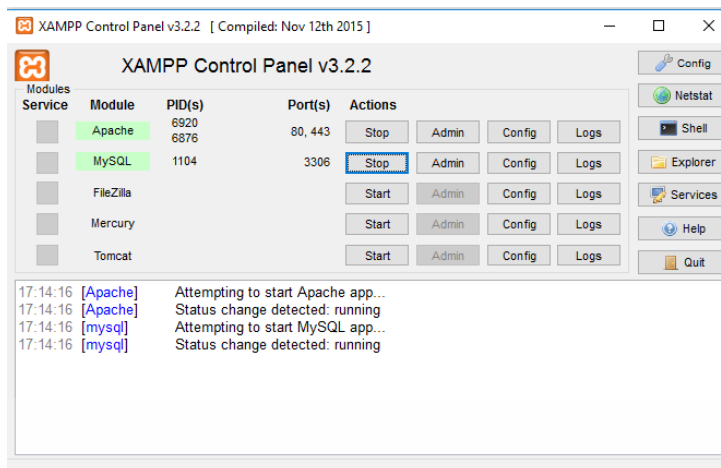 XAMPP Control Panel v3.2.2 [ Compiled: Nov 12th 2015 ]
XAMPP Control Panel v3.2.2
Config
Modules
Service Module PID(s) Port(s) Actions
Netstat
Apache 6920 6876 80, 443 Stop Admin Config Logs
Shell
MySQL 1104 3306 Stop Admin Config Logs
Explorer
FileZilla Start Admin Config Logs
Services
Mercury Start Admin Config Logs
Help
Tomcat Start Admin Config Logs
Quit
17:14:16 [Apache] Attempting to start Apache app...
17:14:16 [Apache] Status change detected: running
17:14:16 [mysql] Attempting to start MySQL app...
17:14:16 [mysql] Status change detected: running